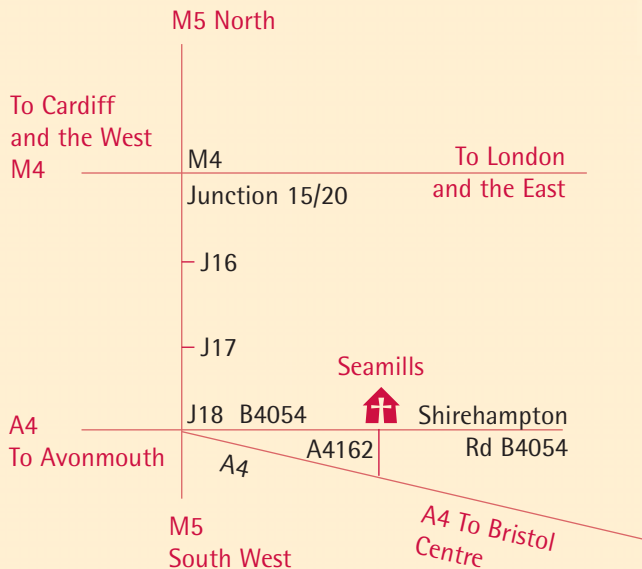 M5 North
To Cardiff
and the West
M4
M4
To London
and the East
Junction 15/20
J16
J17
Seamills
A4
To Avonmouth
J18 B4054
Shirehampton
Rd B4054
A4162
A4
A4 To Bristol
Centre
M5
South West